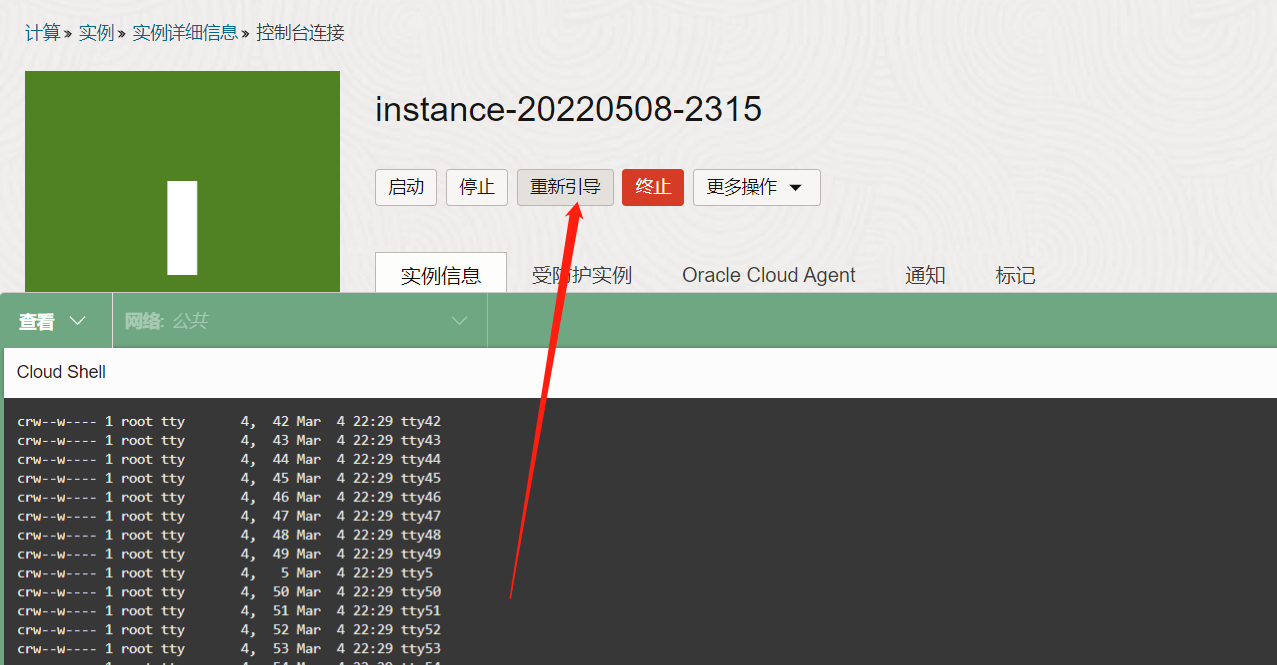 计算 » 实例 » 实例详细信息 » 控制台连接
instance-20220508-2315
启动 停止 重新引导 终止 更多操作
实例信息 受防护实例 Oracle Cloud Agent 通知 标记
查看 网络: 公共
Cloud Shell
crw--w---- 1 root tty       4,  42 Mar  4 22:29 tty42
crw--w---- 1 root tty       4,  43 Mar  4 22:29 tty43
crw--w---- 1 root tty       4,  44 Mar  4 22:29 tty44
crw--w---- 1 root tty       4,  45 Mar  4 22:29 tty45
crw--w---- 1 root tty       4,  46 Mar  4 22:29 tty46
crw--w---- 1 root tty       4,  47 Mar  4 22:29 tty47
crw--w---- 1 root tty       4,  48 Mar  4 22:29 tty48
crw--w---- 1 root tty       4,  49 Mar  4 22:29 tty49
crw--w---- 1 root tty       4,   5 Mar  4 22:29 tty5
crw--w---- 1 root tty       4,  50 Mar  4 22:29 tty50
crw--w---- 1 root tty       4,  51 Mar  4 22:29 tty51
crw--w---- 1 root tty       4,  52 Mar  4 22:29 tty52
crw--w---- 1 root tty       4,  53 Mar  4 22:29 tty53